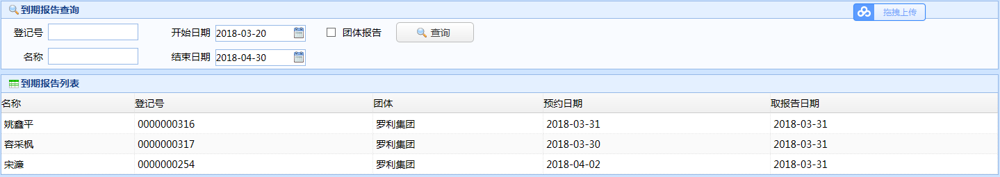 到期报告查询
拖拽上传
登记号 开始日期 2018-03-20 团体报告 查询
名称 结束日期 2018-04-30
到期报告列表
名称 登记号 团体 预约日期 取报告日期
姚鑫平 0000000316 罗利集团 2018-03-31 2018-03-31
容采枫 0000000317 罗利集团 2018-03-30 2018-03-31
宋濂 0000000254 罗利集团 2018-04-02 2018-03-31